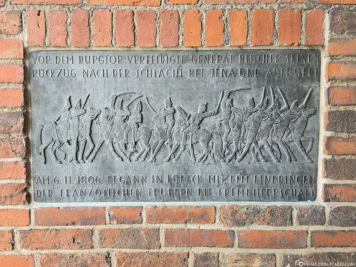 VOR DEM BURGTOR VERTEIDIGTE GENERAL BLÜCHER SEINEN
RÜCKZUG NACH DER SCHLACHT BEI JENA UND AUERSTEDT
AM 6. 11. 1806 BEGANN IN LÜBECK MIT DEM EINDRINGEN
DER FRANZÖSISCHEN TRUPPEN DIE FREMDHERRSCHAFT